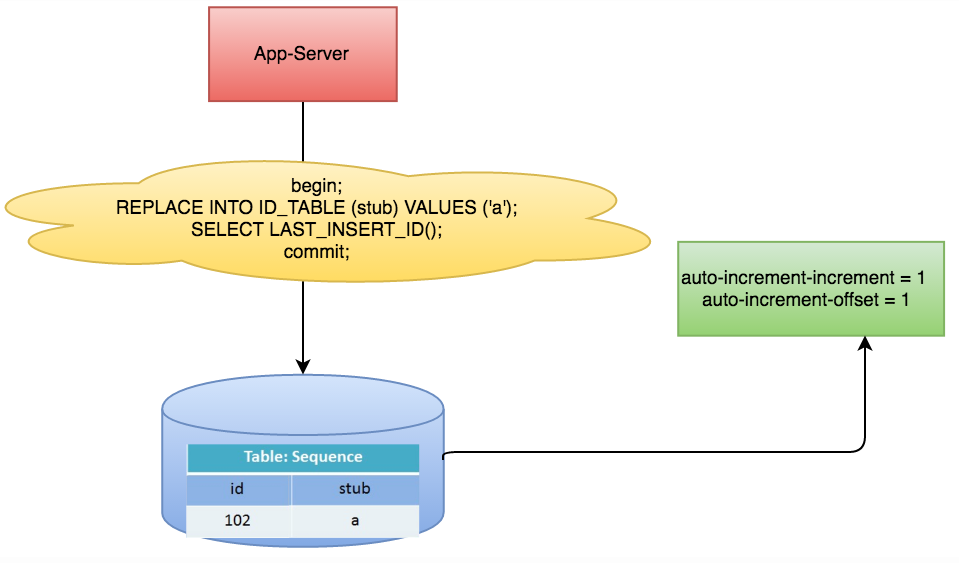 App-Server
begin;
REPLACE INTO ID_TABLE (stub) VALUES ('a');
SELECT LAST_INSERT_ID();
commit;
auto-increment-increment = 1
auto-increment-offset = 1
Table: Sequence
id stub
102 a